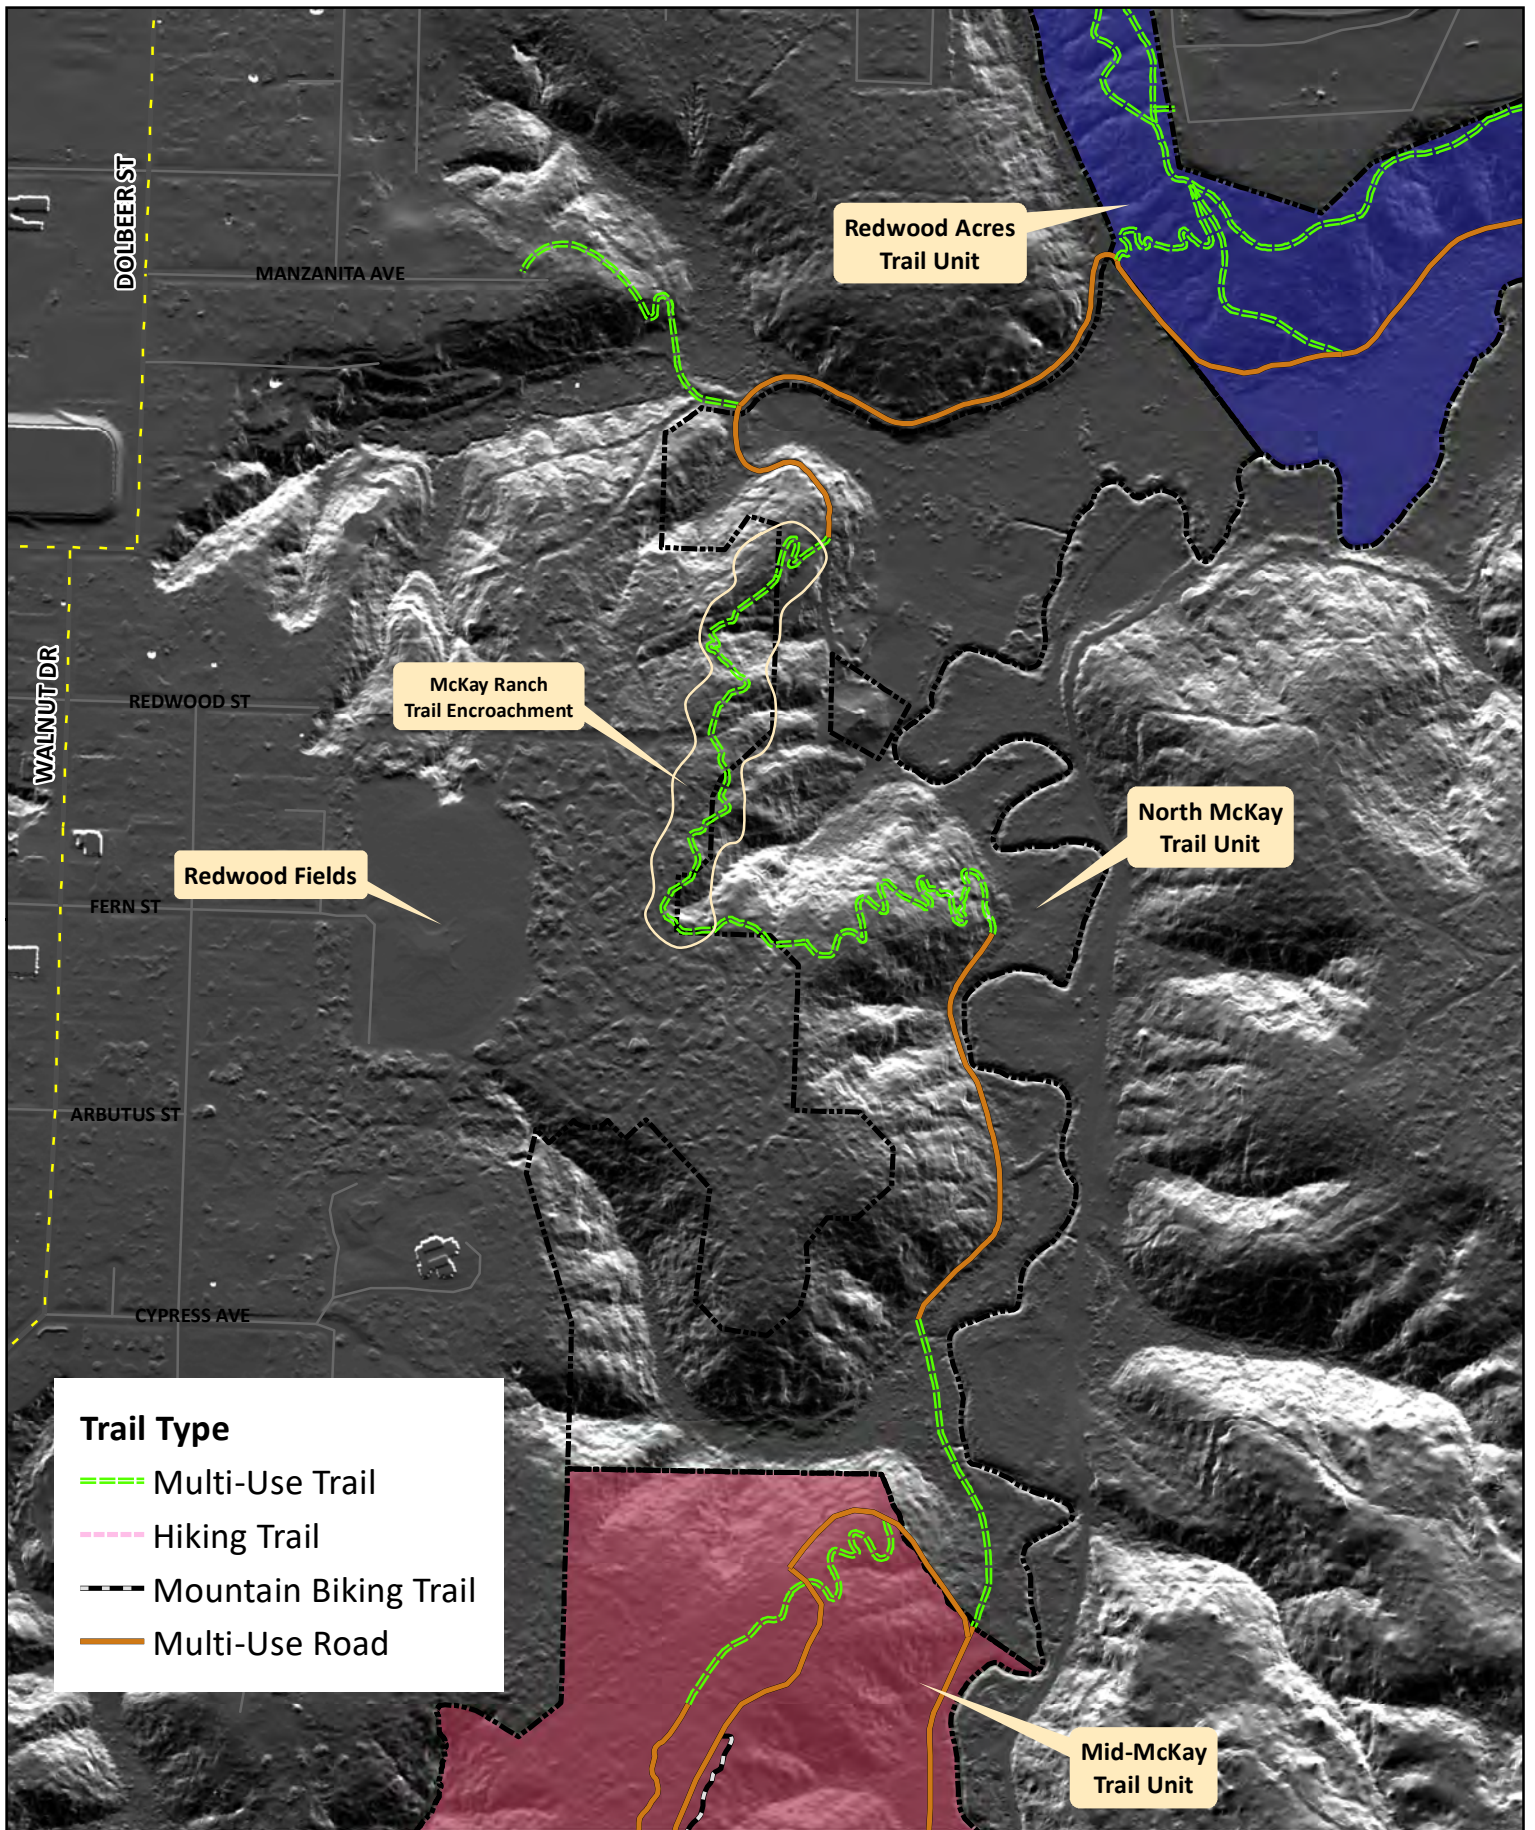 DOLBEER ST
MANZANITA AVE
Redwood Acres
Trail Unit
WALNUT DR
REDWOOD ST
McKay Ranch
Trail Encroachment
North McKay
Trail Unit
Redwood Fields
FERN ST
ARBUTUS ST
CYPRESS AVE
Trail Type
Multi-Use Trail
Hiking Trail
Mountain Biking Trail
Multi-Use Road
Mid-McKay
Trail Unit